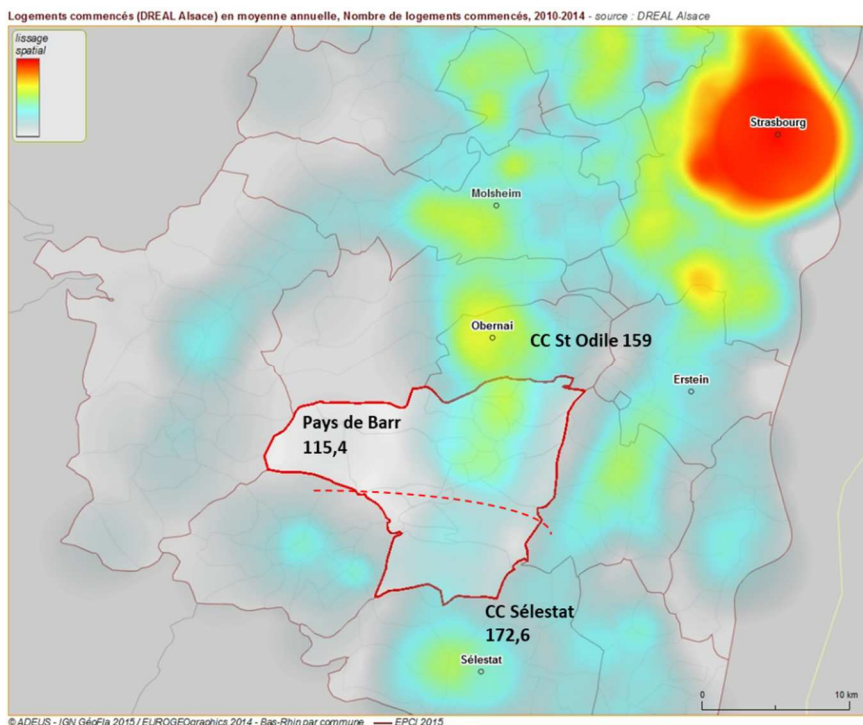 Logements commencés (DREAL Alsace) en moyenne annuelle, Nombre de logements commencés, 2010-2014 - source : DREAL Alsace
lissage
spatial
Strasbourg
Molsheim
Obernai
CC St Odile 159
Erstein
Pays de Barr
115,4
CC Sélestat
172,6
Sélestat
0 10 km
© ADEUS - IGN GéoFla 2015 / EUROGEOgraphics 2014 - Bas-Rhin par commune — EPCI 2015